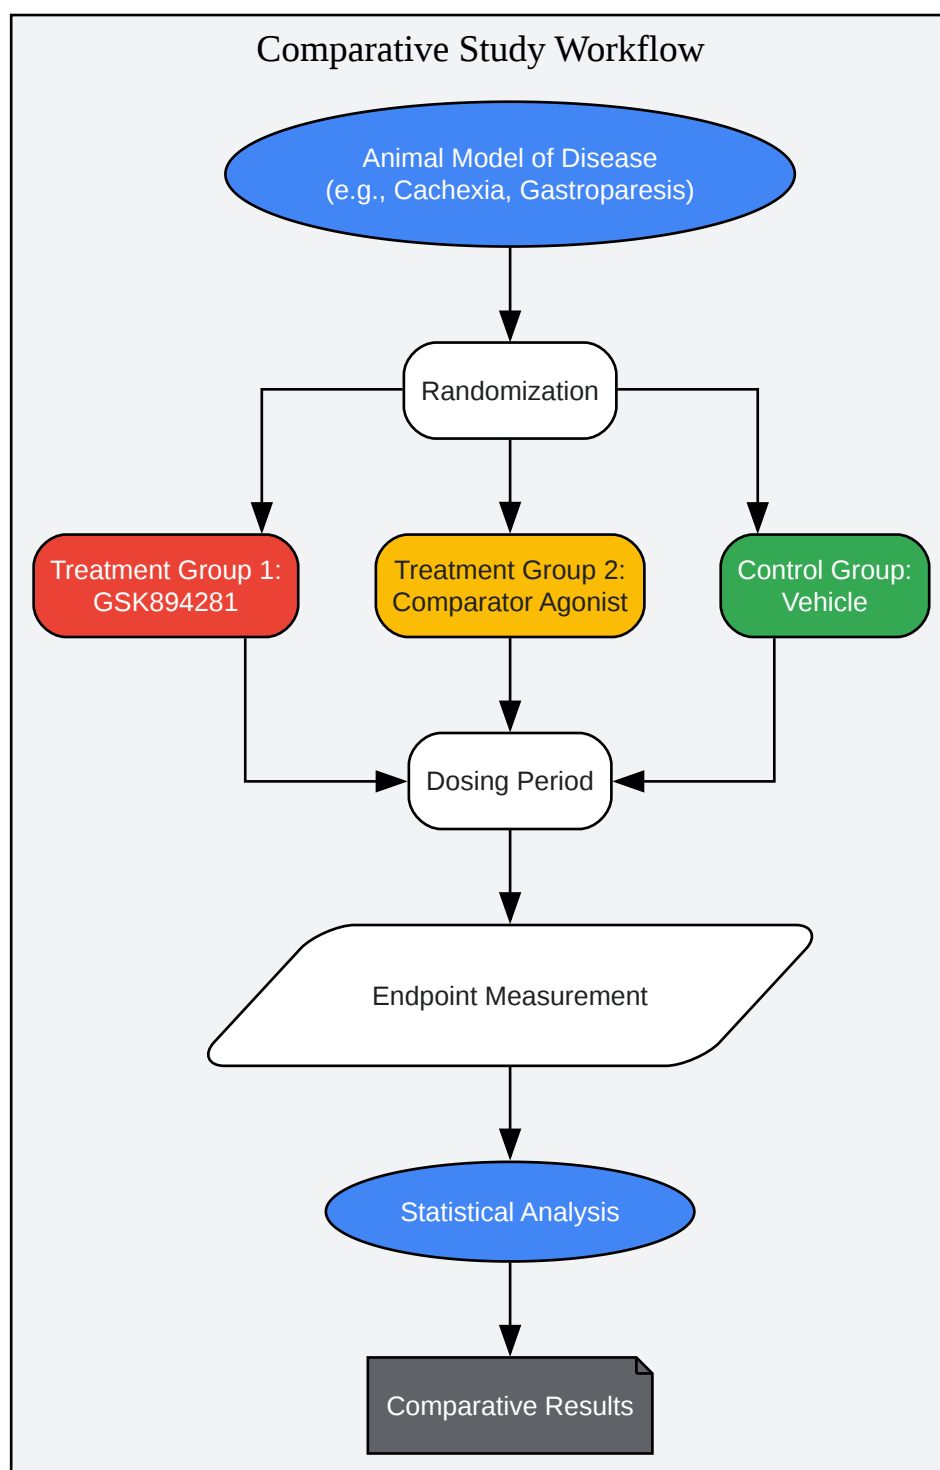 Comparative Study Workflow
Animal Model of Disease
(e.g., Cachexia, Gastroparesis)
Randomization
Treatment Group 1:
GSK894281
Treatment Group 2:
Comparator Agonist
Control Group:
Vehicle
Dosing Period
Endpoint Measurement
Statistical Analysis
Comparative Results